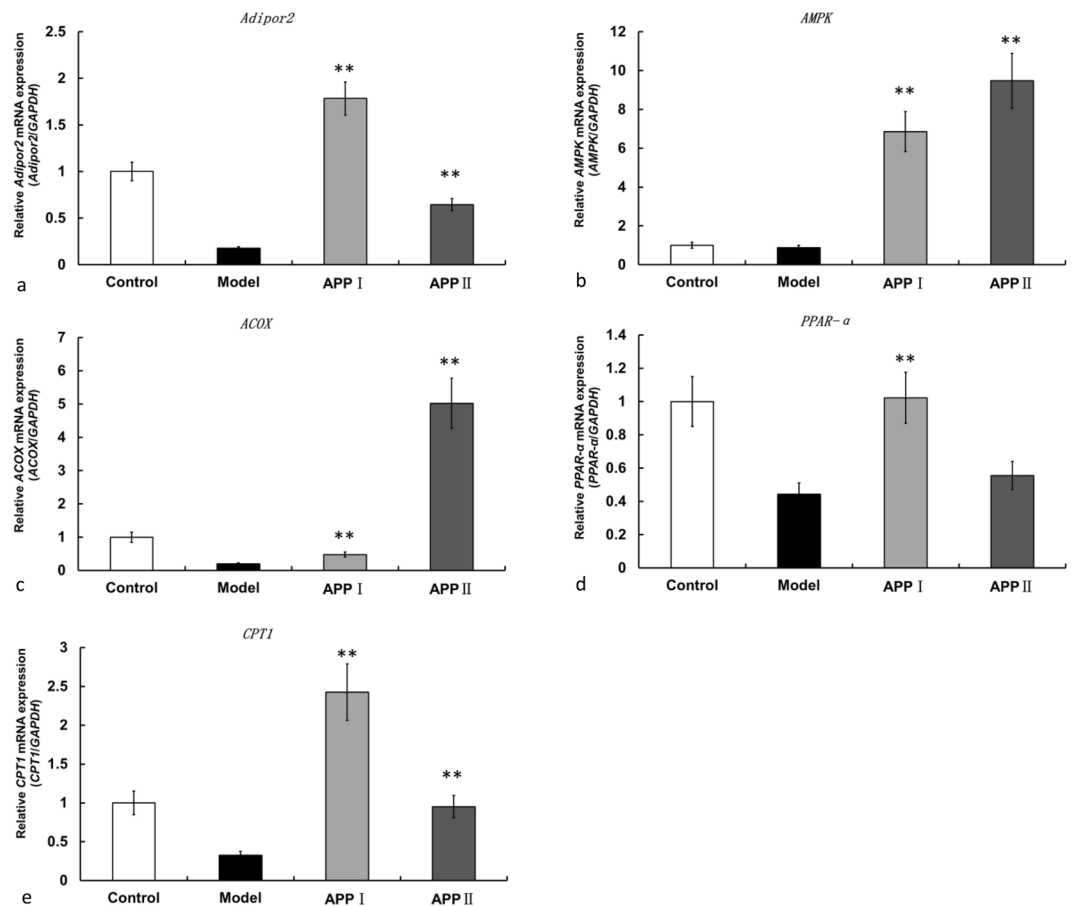 Adipor2
Relative Adipor2 mRNA expression
(Adipor2/GAPDH)
2.5
2
1.5
1
0.5
0
**
**
Control Model APP Ⅰ APP Ⅱ
a
AMPK
Relative AMPK mRNA expression
(AMPK/GAPDH)
12
10
8
6
4
2
0
**
**
Control Model APP Ⅰ APP Ⅱ
b
ACOX
Relative ACOX mRNA expression
(ACOX/GAPDH)
7
6
5
4
3
2
1
0
**
**
Control Model APP Ⅰ APP Ⅱ
c
PPAR-α
Relative PPAR-α mRNA expression
(PPAR-α/GAPDH)
1.4
1.2
1
0.8
0.6
0.4
0.2
0
**
Control Model APP Ⅰ APP Ⅱ
d
CPT1
Relative CPT1 mRNA expression
(CPT1/GAPDH)
3
2.5
2
1.5
1
0.5
0
**
**
Control Model APP Ⅰ APP Ⅱ
e